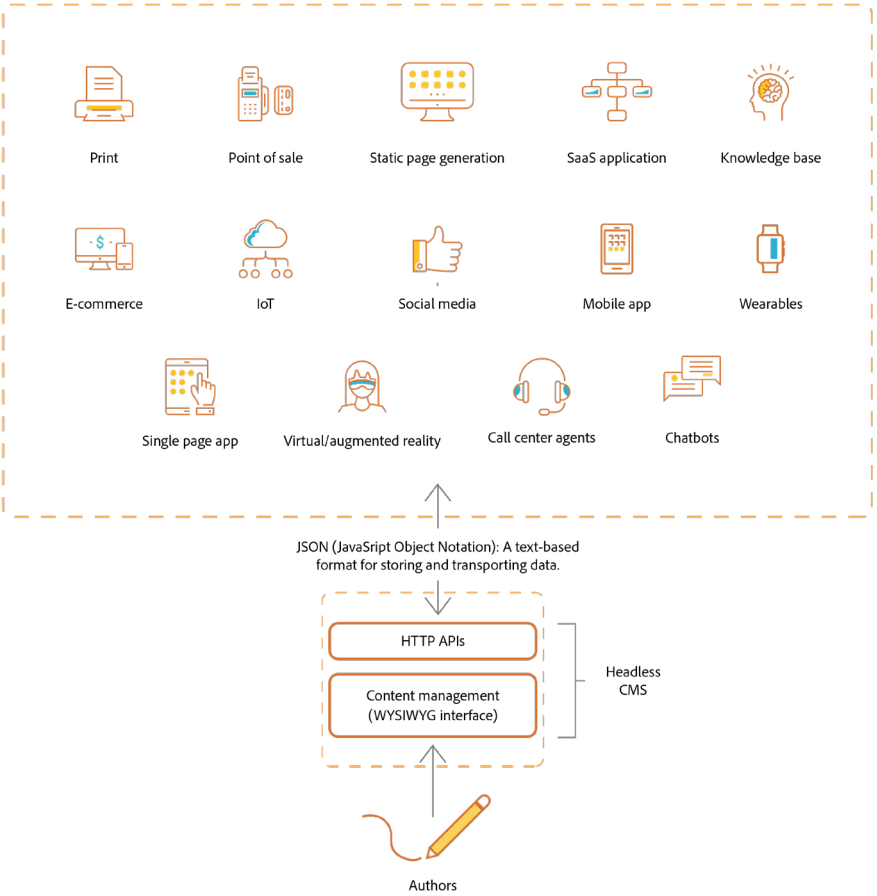 Print
Point of sale
Static page generation
SaaS application
Knowledge base
$
E-commerce
IoT
Social media
Mobile app
Wearables
Single page app
Virtual/augmented reality
Call center agents
Chatbots
JSON (JavaSript Object Notation): A text-based
format for storing and transporting data.
HTTP APIs
Content management
(WYSIWYG interface)
Headless
CMS
Authors